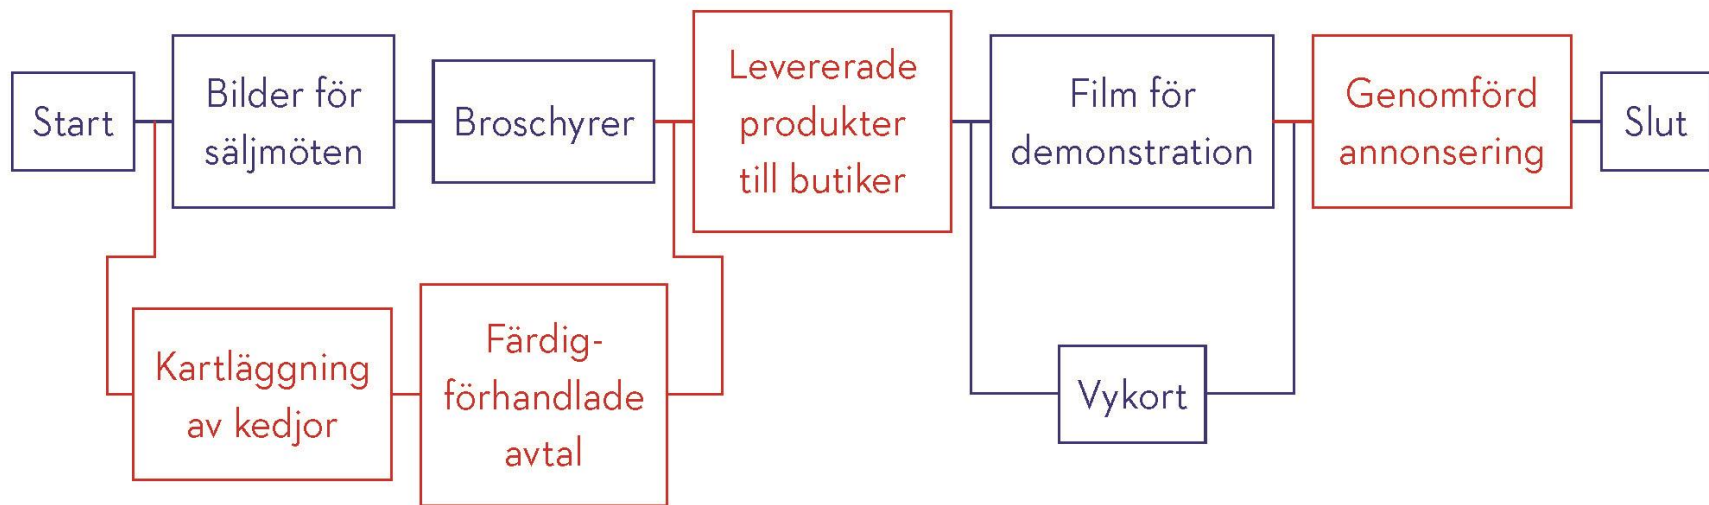 Start
Bilder för
säljmöten
Broschyrer
Levererade
produkter
till butiker
Film för
demonstration
Genomförd
annonsering
Slut
Kartläggning
av kedjor
Färdig-
förhandlade
avtal
Vykort